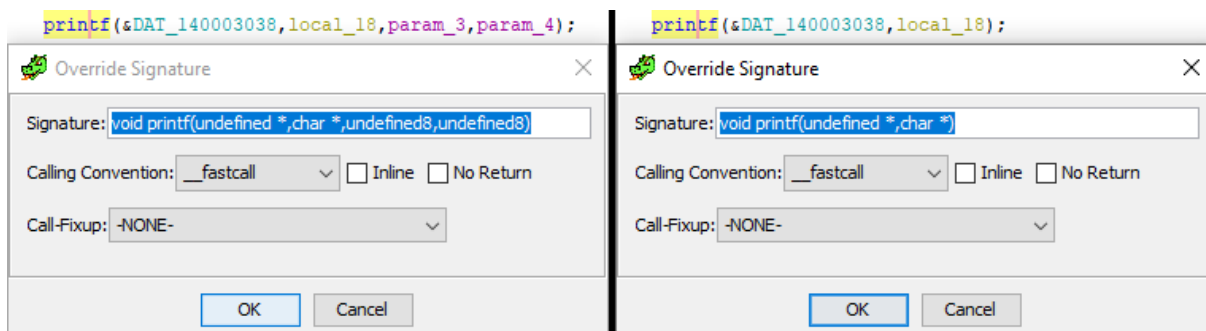 printf(&DAT_140003038,local_18,param_3,param_4);
Override Signature
Signature: void printf(undefined *,char *,undefined8,undefined8)
Calling Convention: __fastcall Inline No Return
Call-Fixup: -NONE-
OK Cancel
printf(&DAT_140003038,local_18);
Override Signature
Signature: void printf(undefined *,char *)
Calling Convention: __fastcall Inline No Return
Call-Fixup: -NONE-
OK Cancel